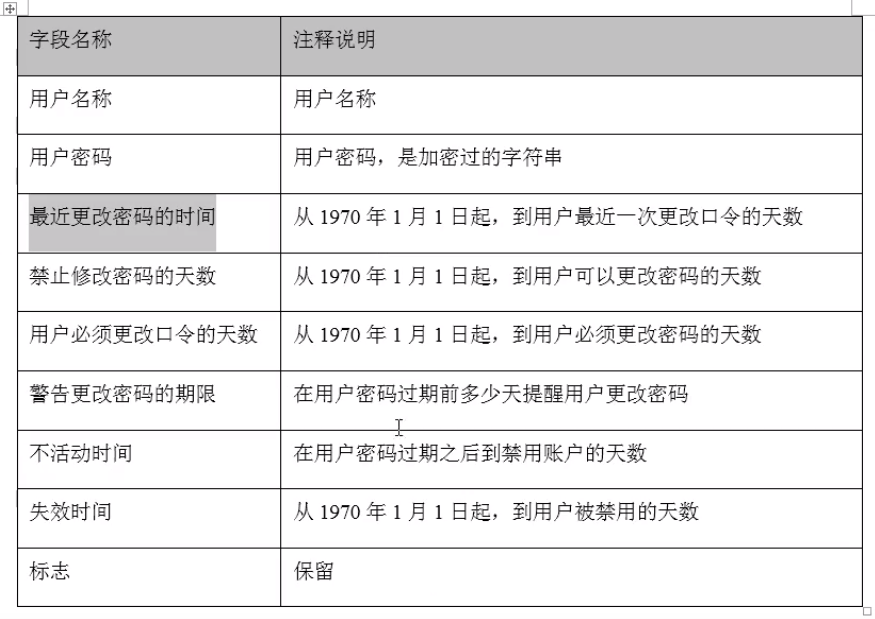 字段名称 注释说明
用户名称 用户名称
用户密码 用户密码，是加密过的字符串
最近更改密码的时间 从 1970 年 1 月 1 日起，到用户最近一次更改口令的天数
禁止修改密码的天数 从 1970 年 1 月 1 日起，到用户可以更改密码的天数
用户必须更改口令的天数 从 1970 年 1 月 1 日起，到用户必须更改密码的天数
警告更改密码的期限 在用户密码过期前多少天提醒用户更改密码
不活动时间 在用户密码过期之后到禁用账户的天数
失效时间 从 1970 年 1 月 1 日起，到用户被禁用的天数
标志 保留